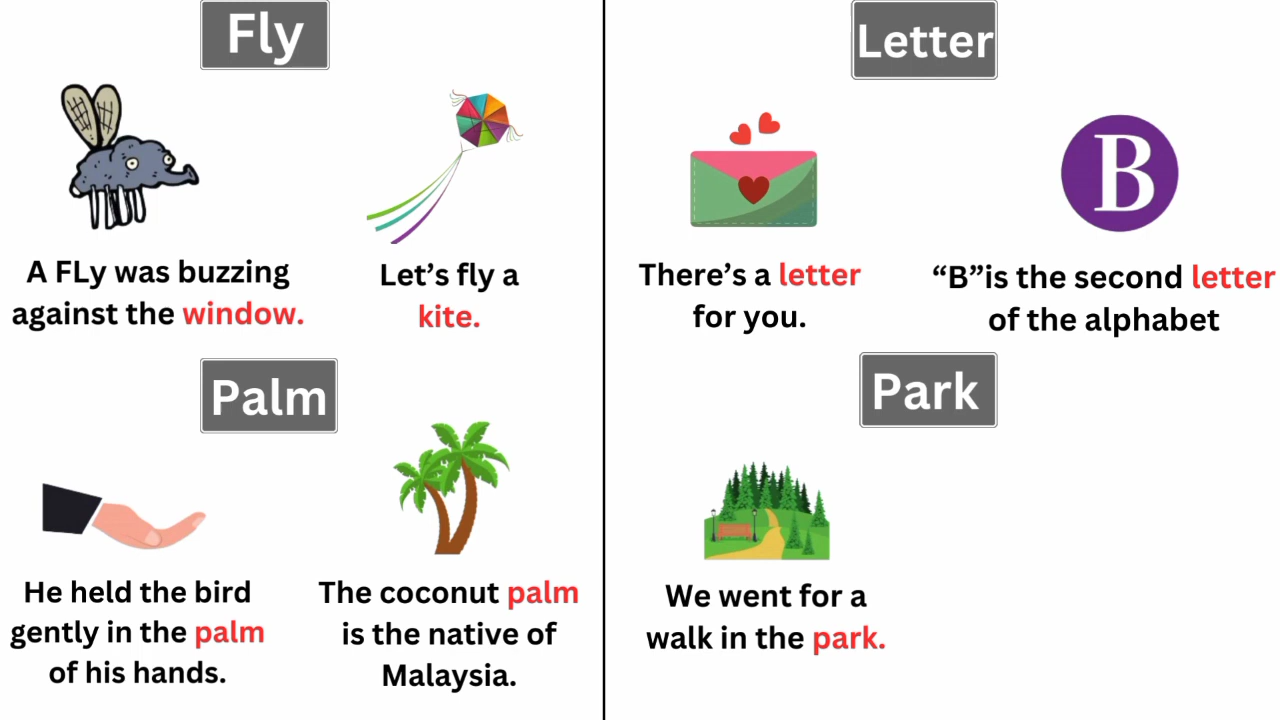 Fly
A FLy was buzzing
against the window.
Let’s fly a
kite.
Palm
He held the bird
gently in the palm
of his hands.
The coconut palm
is the native of
Malaysia.
Letter
There’s a letter
for you.
B
“B”is the second letter
of the alphabet
Park
We went for a
walk in the park.